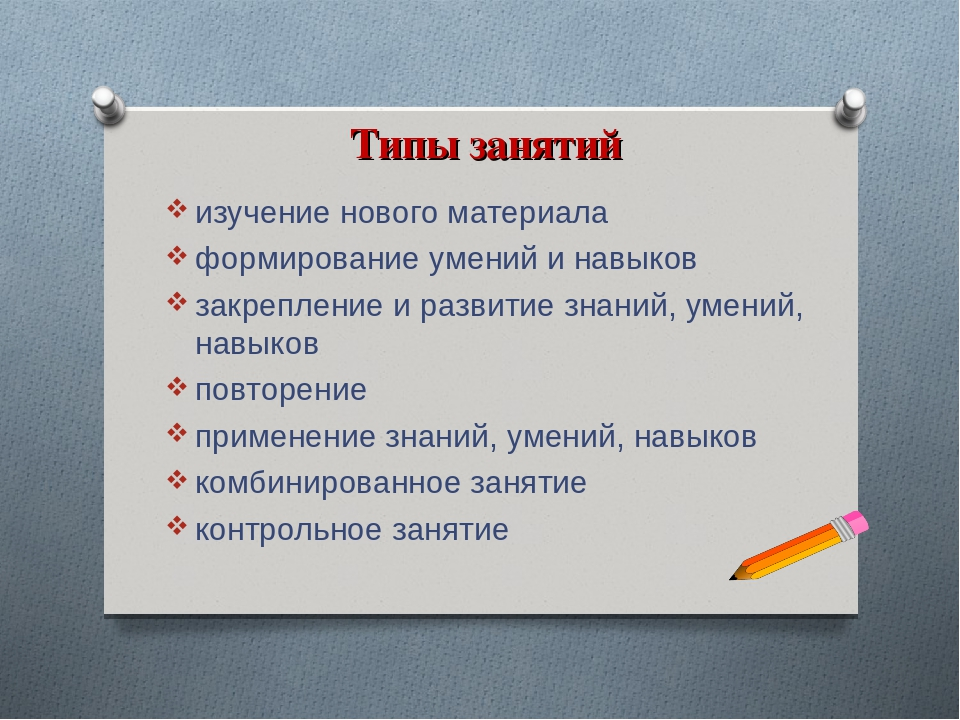 Типы занятий
изучение нового материала
формирование умений и навыков
закрепление и развитие знаний, умений,
навыков
повторение
применение знаний, умений, навыков
комбинированное занятие
контрольное занятие